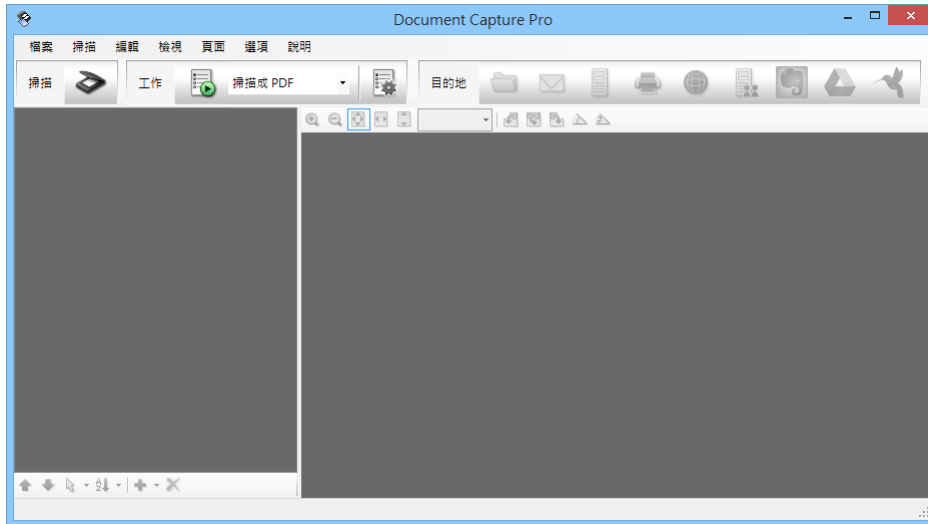 Document Capture Pro
檔案 掃描 編輯 檢視 頁面 選項 說明
掃描 工作 掃描成 PDF 目的地